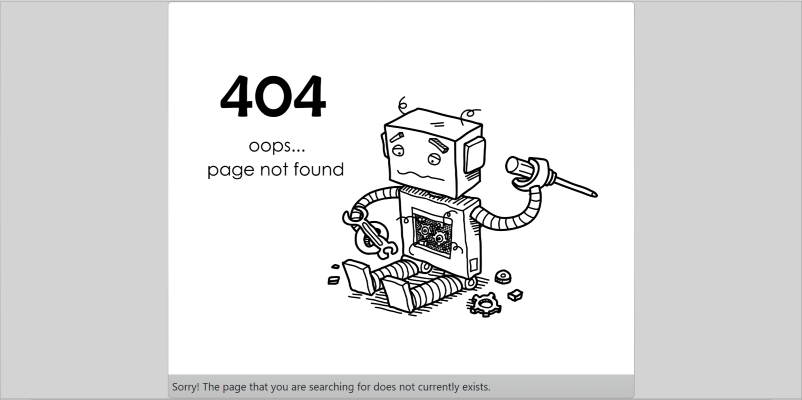 404
oops...
page not found
Sorry! The page that you are searching for does not currently exists.